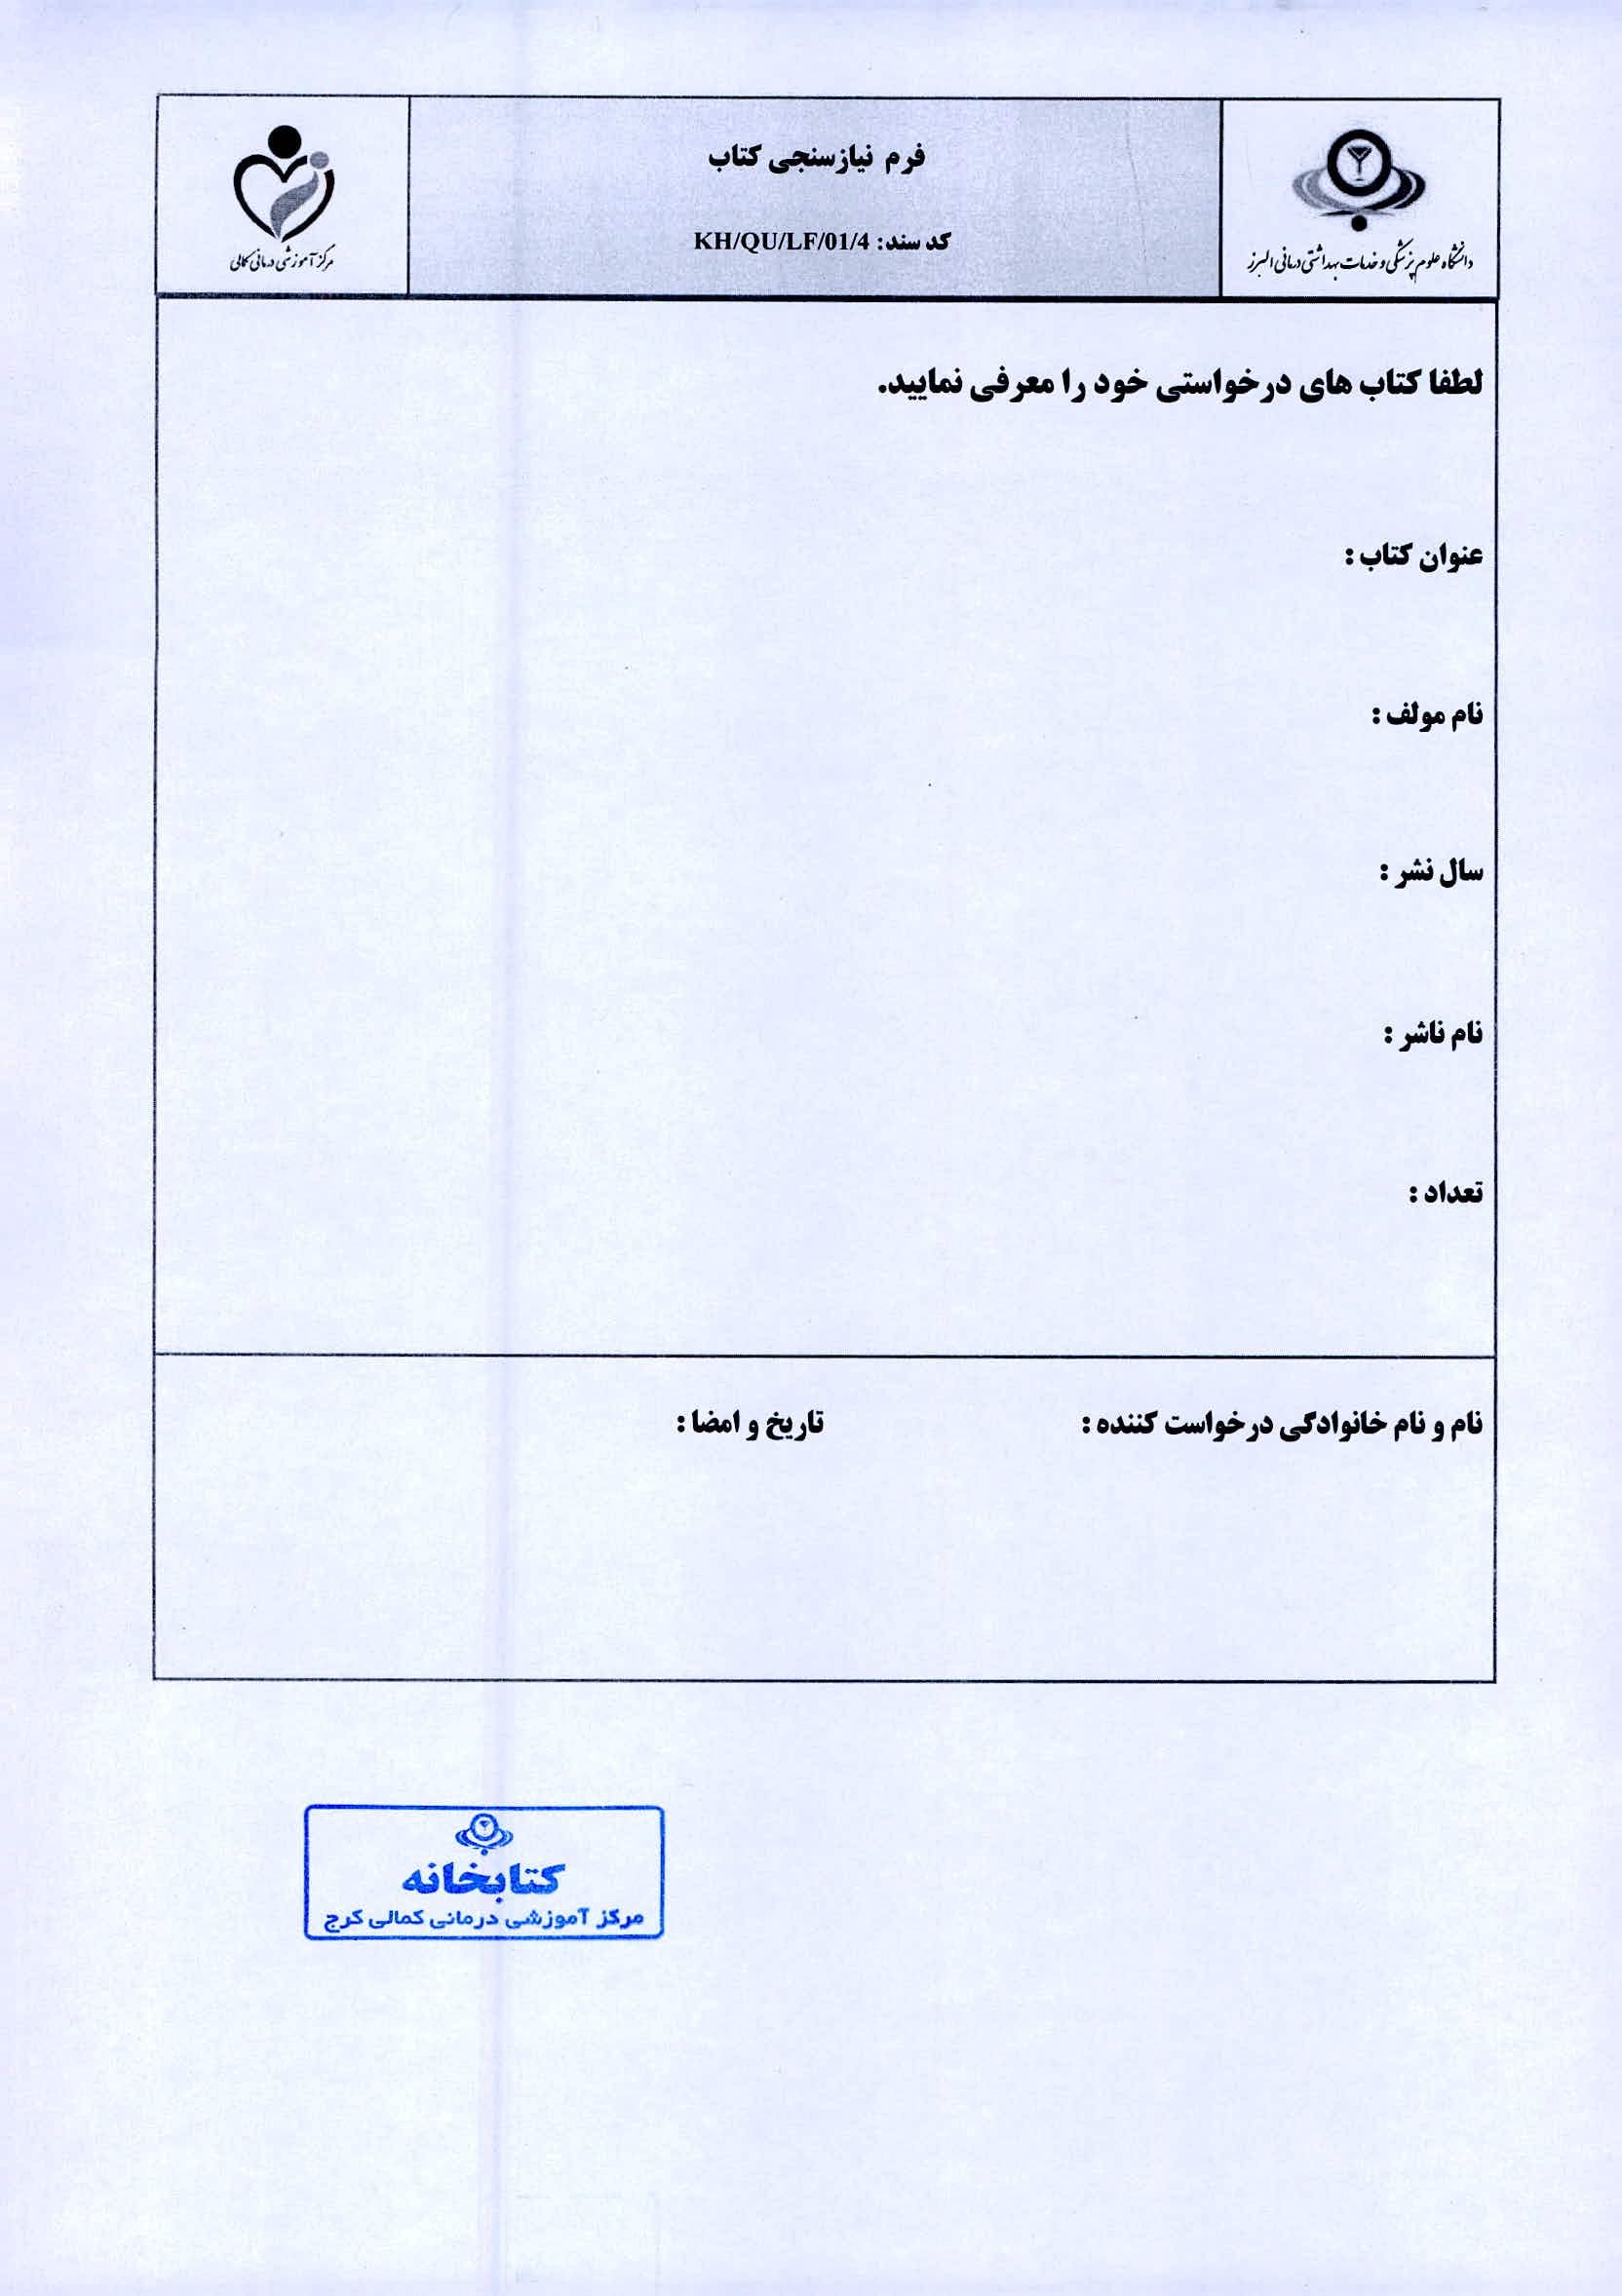 دانشگاه علوم پزشکی و خدمات بهداشتی درمانی البرز
فرم نیازسنجی کتاب
کد سند: KH/QU/LF/01/4
مرکز آموزشی درمانی کمالی
لطفا کتاب های درخواستی خود را معرفی نمایید.
عنوان کتاب :
نام مولف :
سال نشر :
نام ناشر :
تعداد :
نام و نام خانوادگی درخواست کننده :
تاریخ و امضا :
کتابخانه
مرکز آموزشی درمانی کمالی کرج